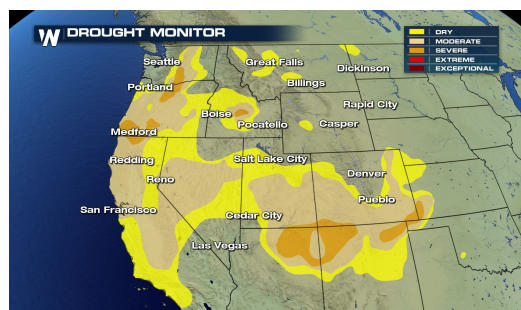 W DROUGHT MONITOR
DRY
MODERATE
SEVERE
EXTREME
EXCEPTIONAL
Seattle
Great Falls
Dickinson
Billings
Portland
Rapid City
Boise
Pocatello
Casper
Medford
Redding
Salt Lake City
Reno
Denver
Pueblo
San Francisco
Cedar City
Las Vegas